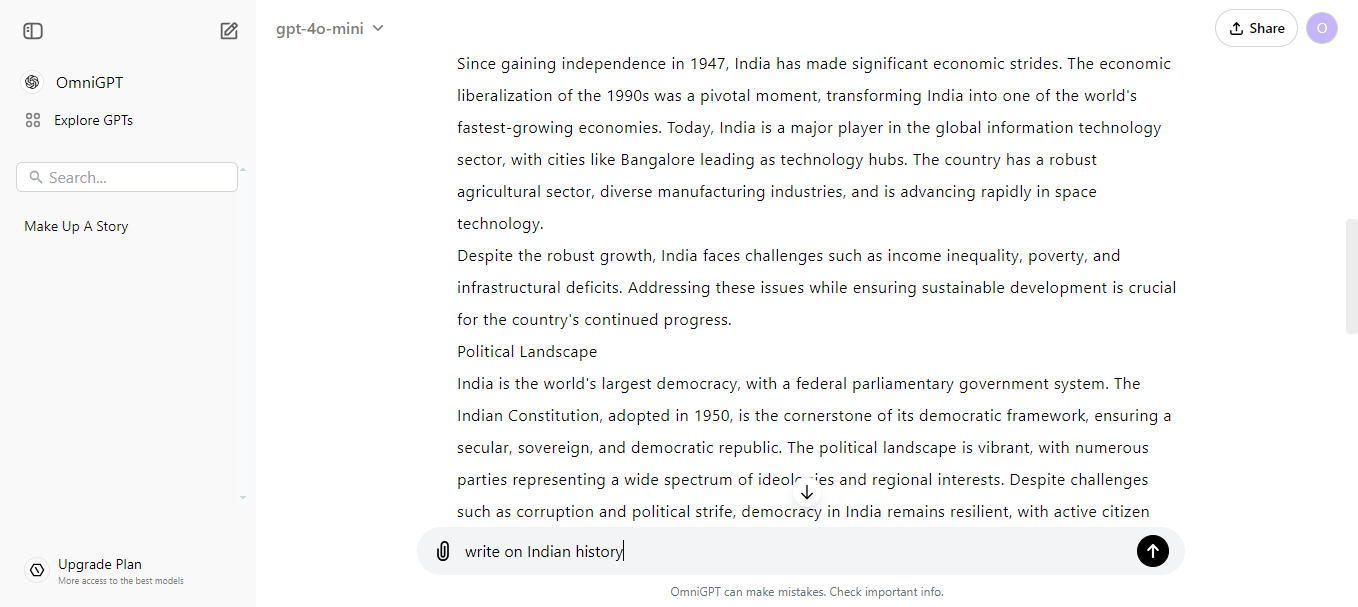 gpt-4o-mini
Share
O
OmniGPT
Explore GPTs
Search...
Make Up A Story
Since gaining independence in 1947, India has made significant economic strides. The economic
liberalization of the 1990s was a pivotal moment, transforming India into one of the world's
fastest-growing economies. Today, India is a major player in the global information technology
sector, with cities like Bangalore leading as technology hubs. The country has a robust
agricultural sector, diverse manufacturing industries, and is advancing rapidly in space
technology.
Despite the robust growth, India faces challenges such as income inequality, poverty, and
infrastructural deficits. Addressing these issues while ensuring sustainable development is crucial
for the country's continued progress.
Political Landscape
India is the world's largest democracy, with a federal parliamentary government system. The
Indian Constitution, adopted in 1950, is the cornerstone of its democratic framework, ensuring a
secular, sovereign, and democratic republic. The political landscape is vibrant, with numerous
parties representing a wide spectrum of ideologies and regional interests. Despite challenges
such as corruption and political strife, democracy in India remains resilient, with active citizen
write on Indian history
Upgrade Plan
More access to the best models
OmniGPT can make mistakes. Check important info.